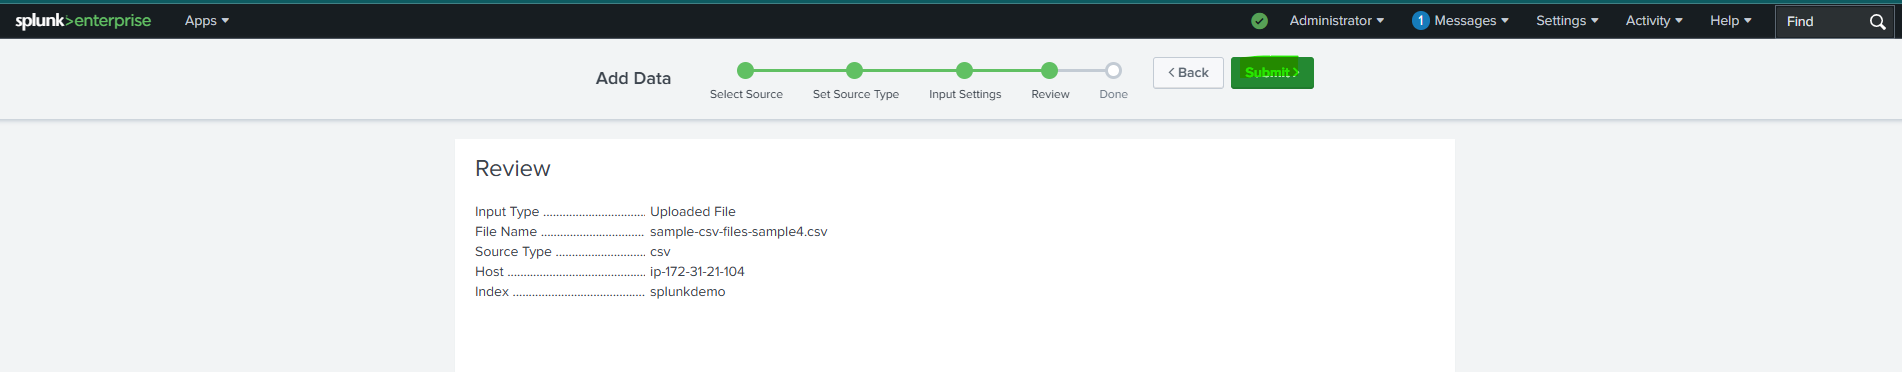 splunk>enterprise Apps Administrator 1 Messages Settings Activity Help Find
Add Data
Select Source Set Source Type Input Settings Review Done
< Back Submit >
Review
Input Type ................................ Uploaded File
File Name ................................ sample-csv-files-sample4.csv
Source Type ............................ csv
Host ........................................... ip-172-31-21-104
Index ......................................... splunkdemo